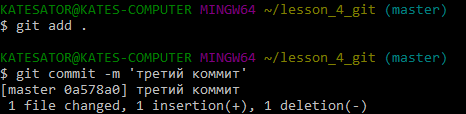 KATESATOR@KATES-COMPUTER MINGW64 ~/lesson_4_git (master)
$ git add .
KATESATOR@KATES-COMPUTER MINGW64 ~/lesson_4_git (master)
$ git commit -m 'третий коммит'
[master 0a578a0] третий коммит
1 file changed, 1 insertion(+), 1 deletion(-)